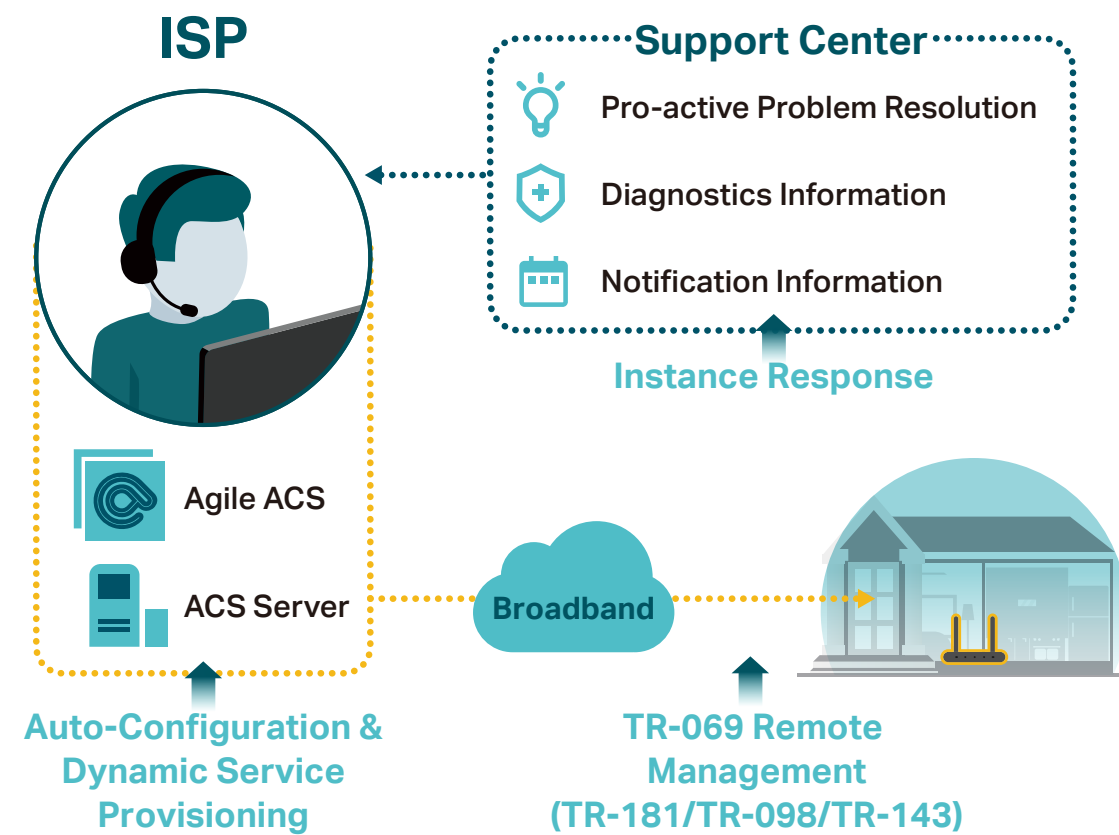 ISP
Support Center
Pro-active Problem Resolution
Diagnostics Information
Notification Information
Instance Response
Agile ACS
ACS Server
Broadband
Auto-Configuration &
Dynamic Service
Provisioning
TR-069 Remote
Management
(TR-181/TR-098/TR-143)